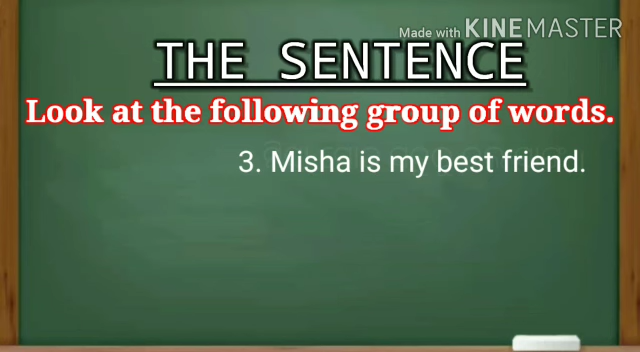 Made with KINEMASTER
THE SENTENCE
Look at the following group of words.
3. Misha is my best friend.